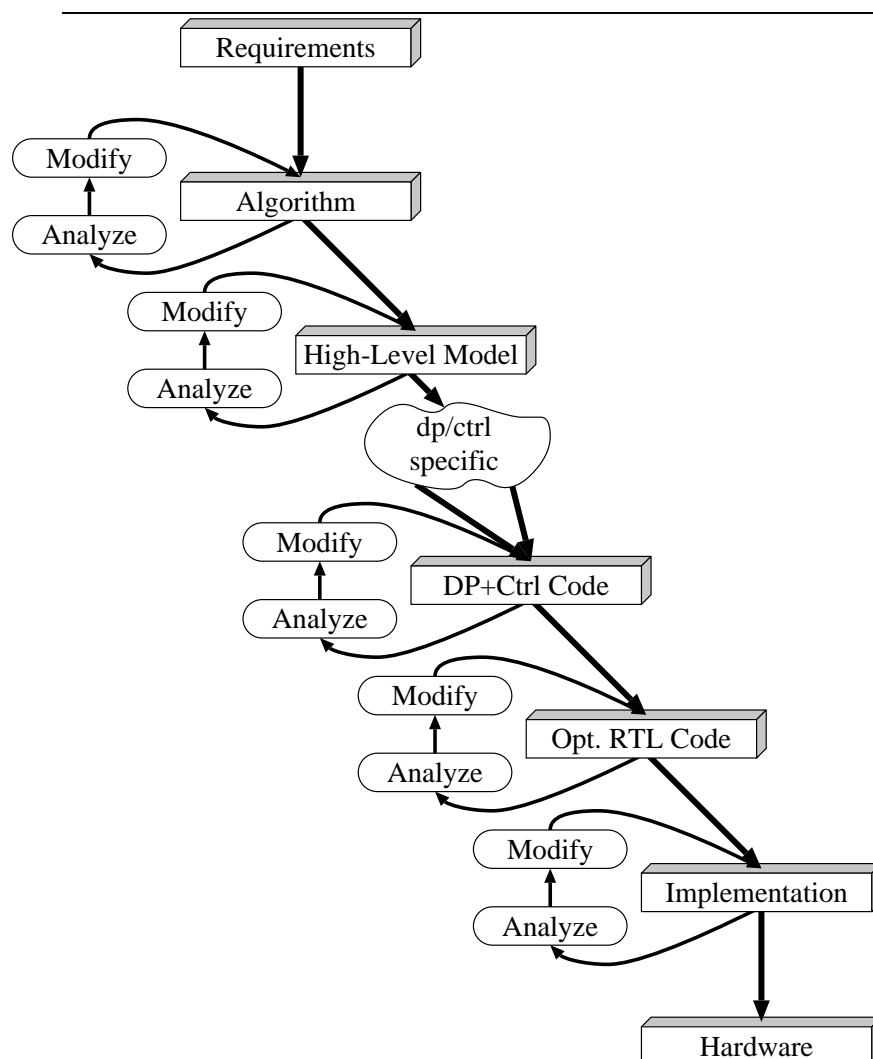 Requirements
Modify
Algorithm
Analyze
Modify
High-Level Model
Analyze
dp/ctrl
specific
Modify
DP+Ctrl Code
Analyze
Modify
Opt. RTL Code
Analyze
Modify
Implementation
Analyze
Hardware